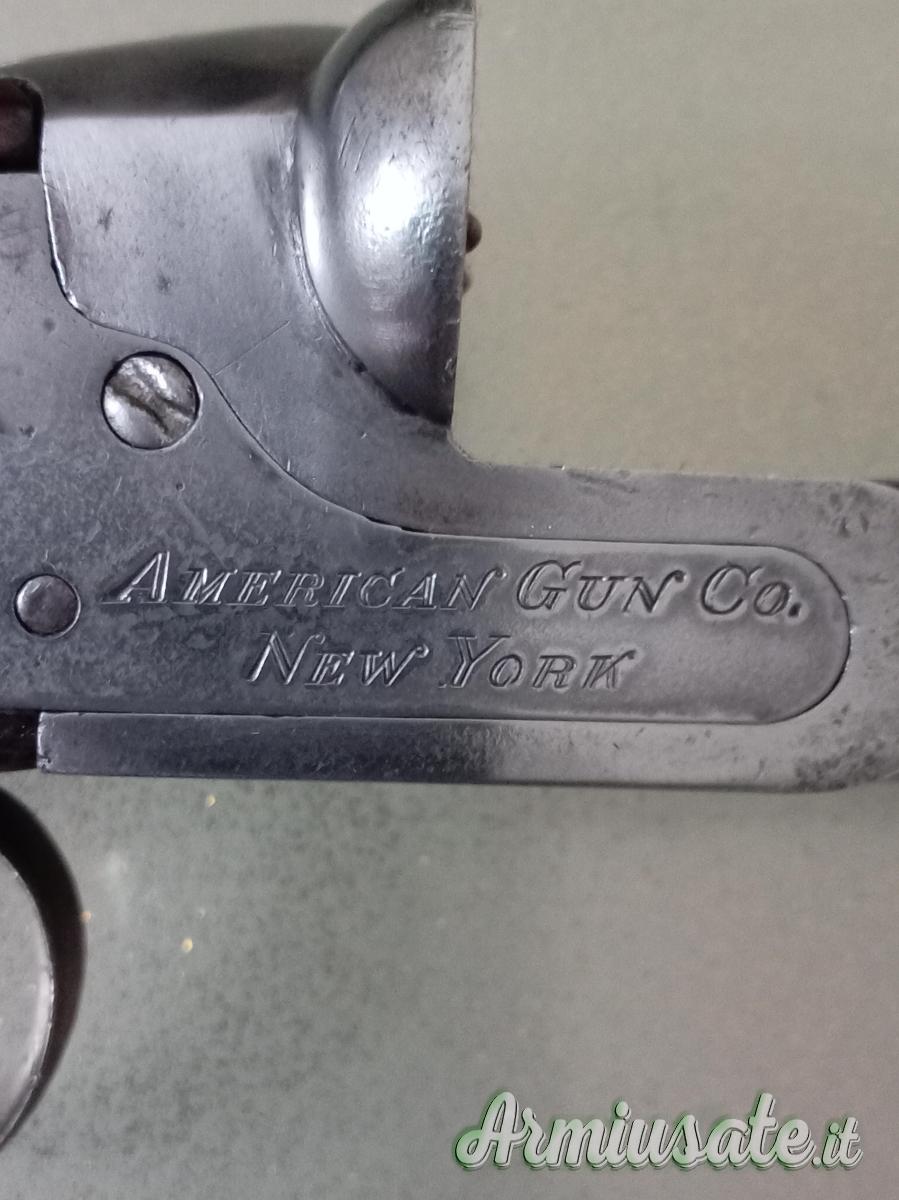 American Gun Co.
New York
Armiusate.it